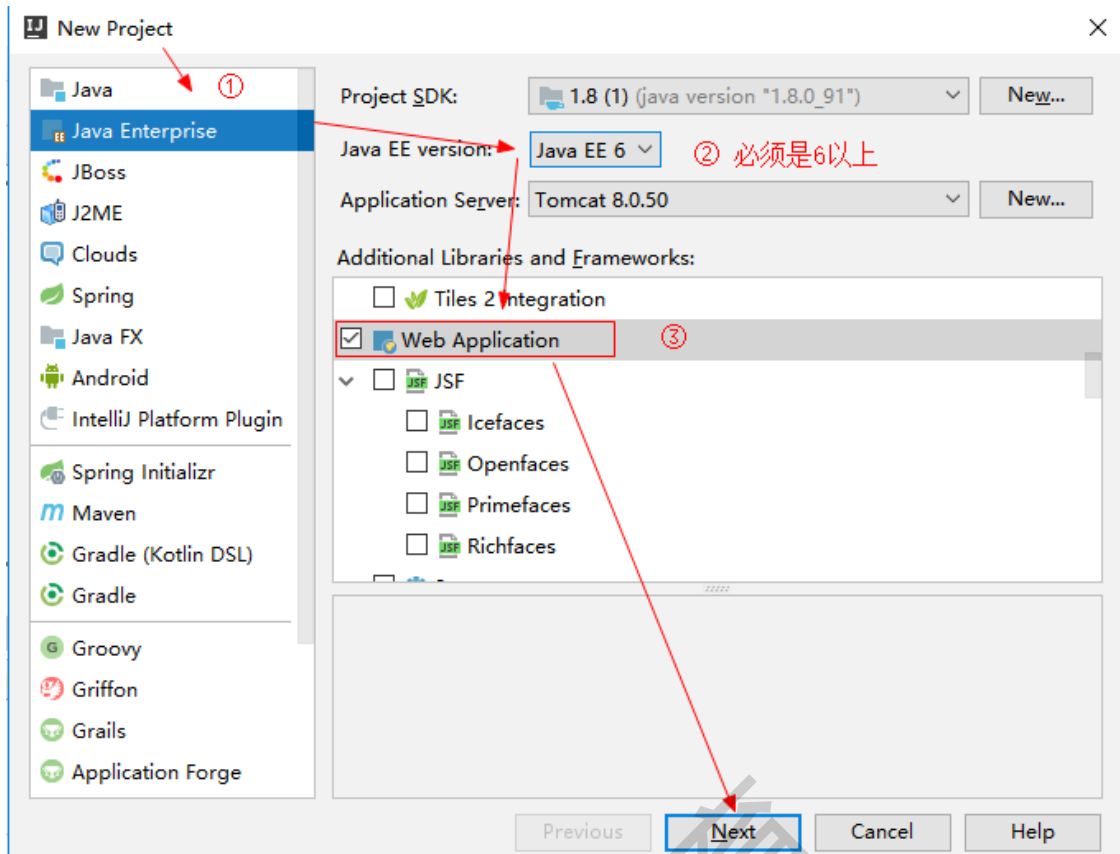 New Project
Java
①
Java Enterprise
JBoss
J2ME
Clouds
Spring
Java FX
Android
IntelliJ Platform Plugin
Spring Initializr
Maven
Gradle (Kotlin DSL)
Gradle
Groovy
Griffon
Grails
Application Forge
Project SDK: 1.8 (1) (java version "1.8.0_91") New...
Java EE version: Java EE 6 ② 必须是6以上
Application Server: Tomcat 8.0.50 New...
Additional Libraries and Frameworks:
Tiles 2 Integration
Web Application ③
JSF
Icefaces
Openfaces
Primefaces
Richfaces
Previous Next Cancel Help